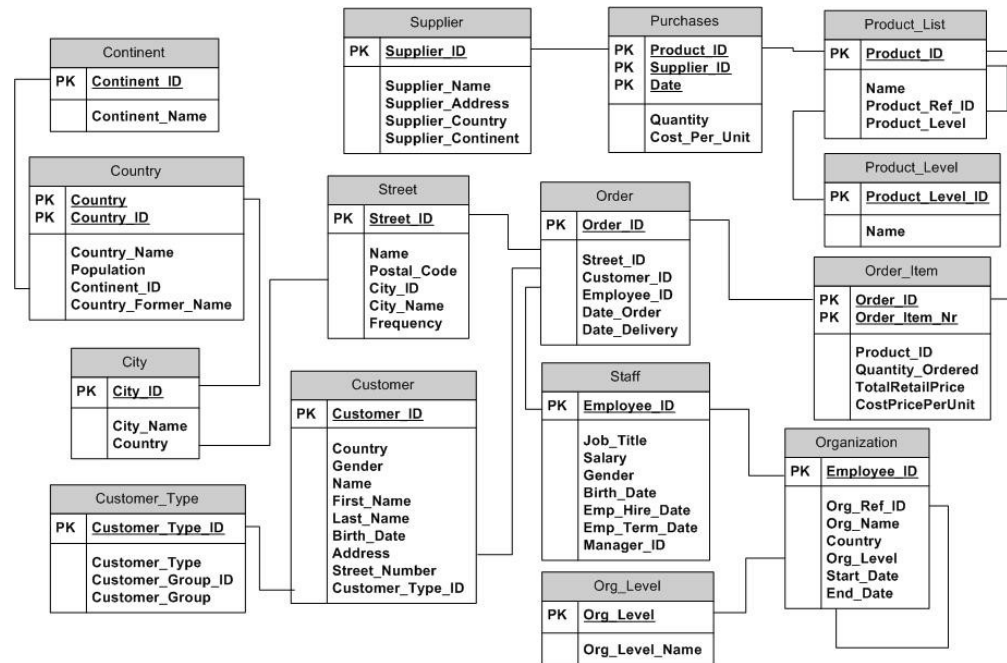 Continent
PK Continent_ID
Continent_Name
Supplier
PK Supplier_ID
Supplier_Name
Supplier_Address
Supplier_Country
Supplier_Continent
Purchases
PK Product_ID
PK Supplier_ID
PK Date
Quantity
Cost_Per_Unit
Product_List
PK Product_ID
Name
Product_Ref_ID
Product_Level
Country
PK Country
PK Country_ID
Country_Name
Population
Continent_ID
Country_Former_Name
Street
PK Street_ID
Name
Postal_Code
City_ID
City_Name
Frequency
Order
PK Order_ID
Street_ID
Customer_ID
Employee_ID
Date_Order
Date_Delivery
Product_Level
PK Product_Level_ID
Name
Order_Item
PK Order_ID
PK Order_Item_Nr
Product_ID
Quantity_Ordered
TotalRetailPrice
CostPricePerUnit
City
PK City_ID
City_Name
Country
Customer
PK Customer_ID
Country
Gender
Name
First_Name
Last_Name
Birth_Date
Address
Street_Number
Customer_Type_ID
Staff
PK Employee_ID
Job_Title
Salary
Gender
Birth_Date
Emp_Hire_Date
Emp_Term_Date
Manager_ID
Organization
PK Employee_ID
Org_Ref_ID
Org_Name
Country
Org_Level
Start_Date
End_Date
Customer_Type
PK Customer_Type_ID
Customer_Type
Customer_Group_ID
Customer_Group
Org_Level
PK Org_Level
Org_Level_Name